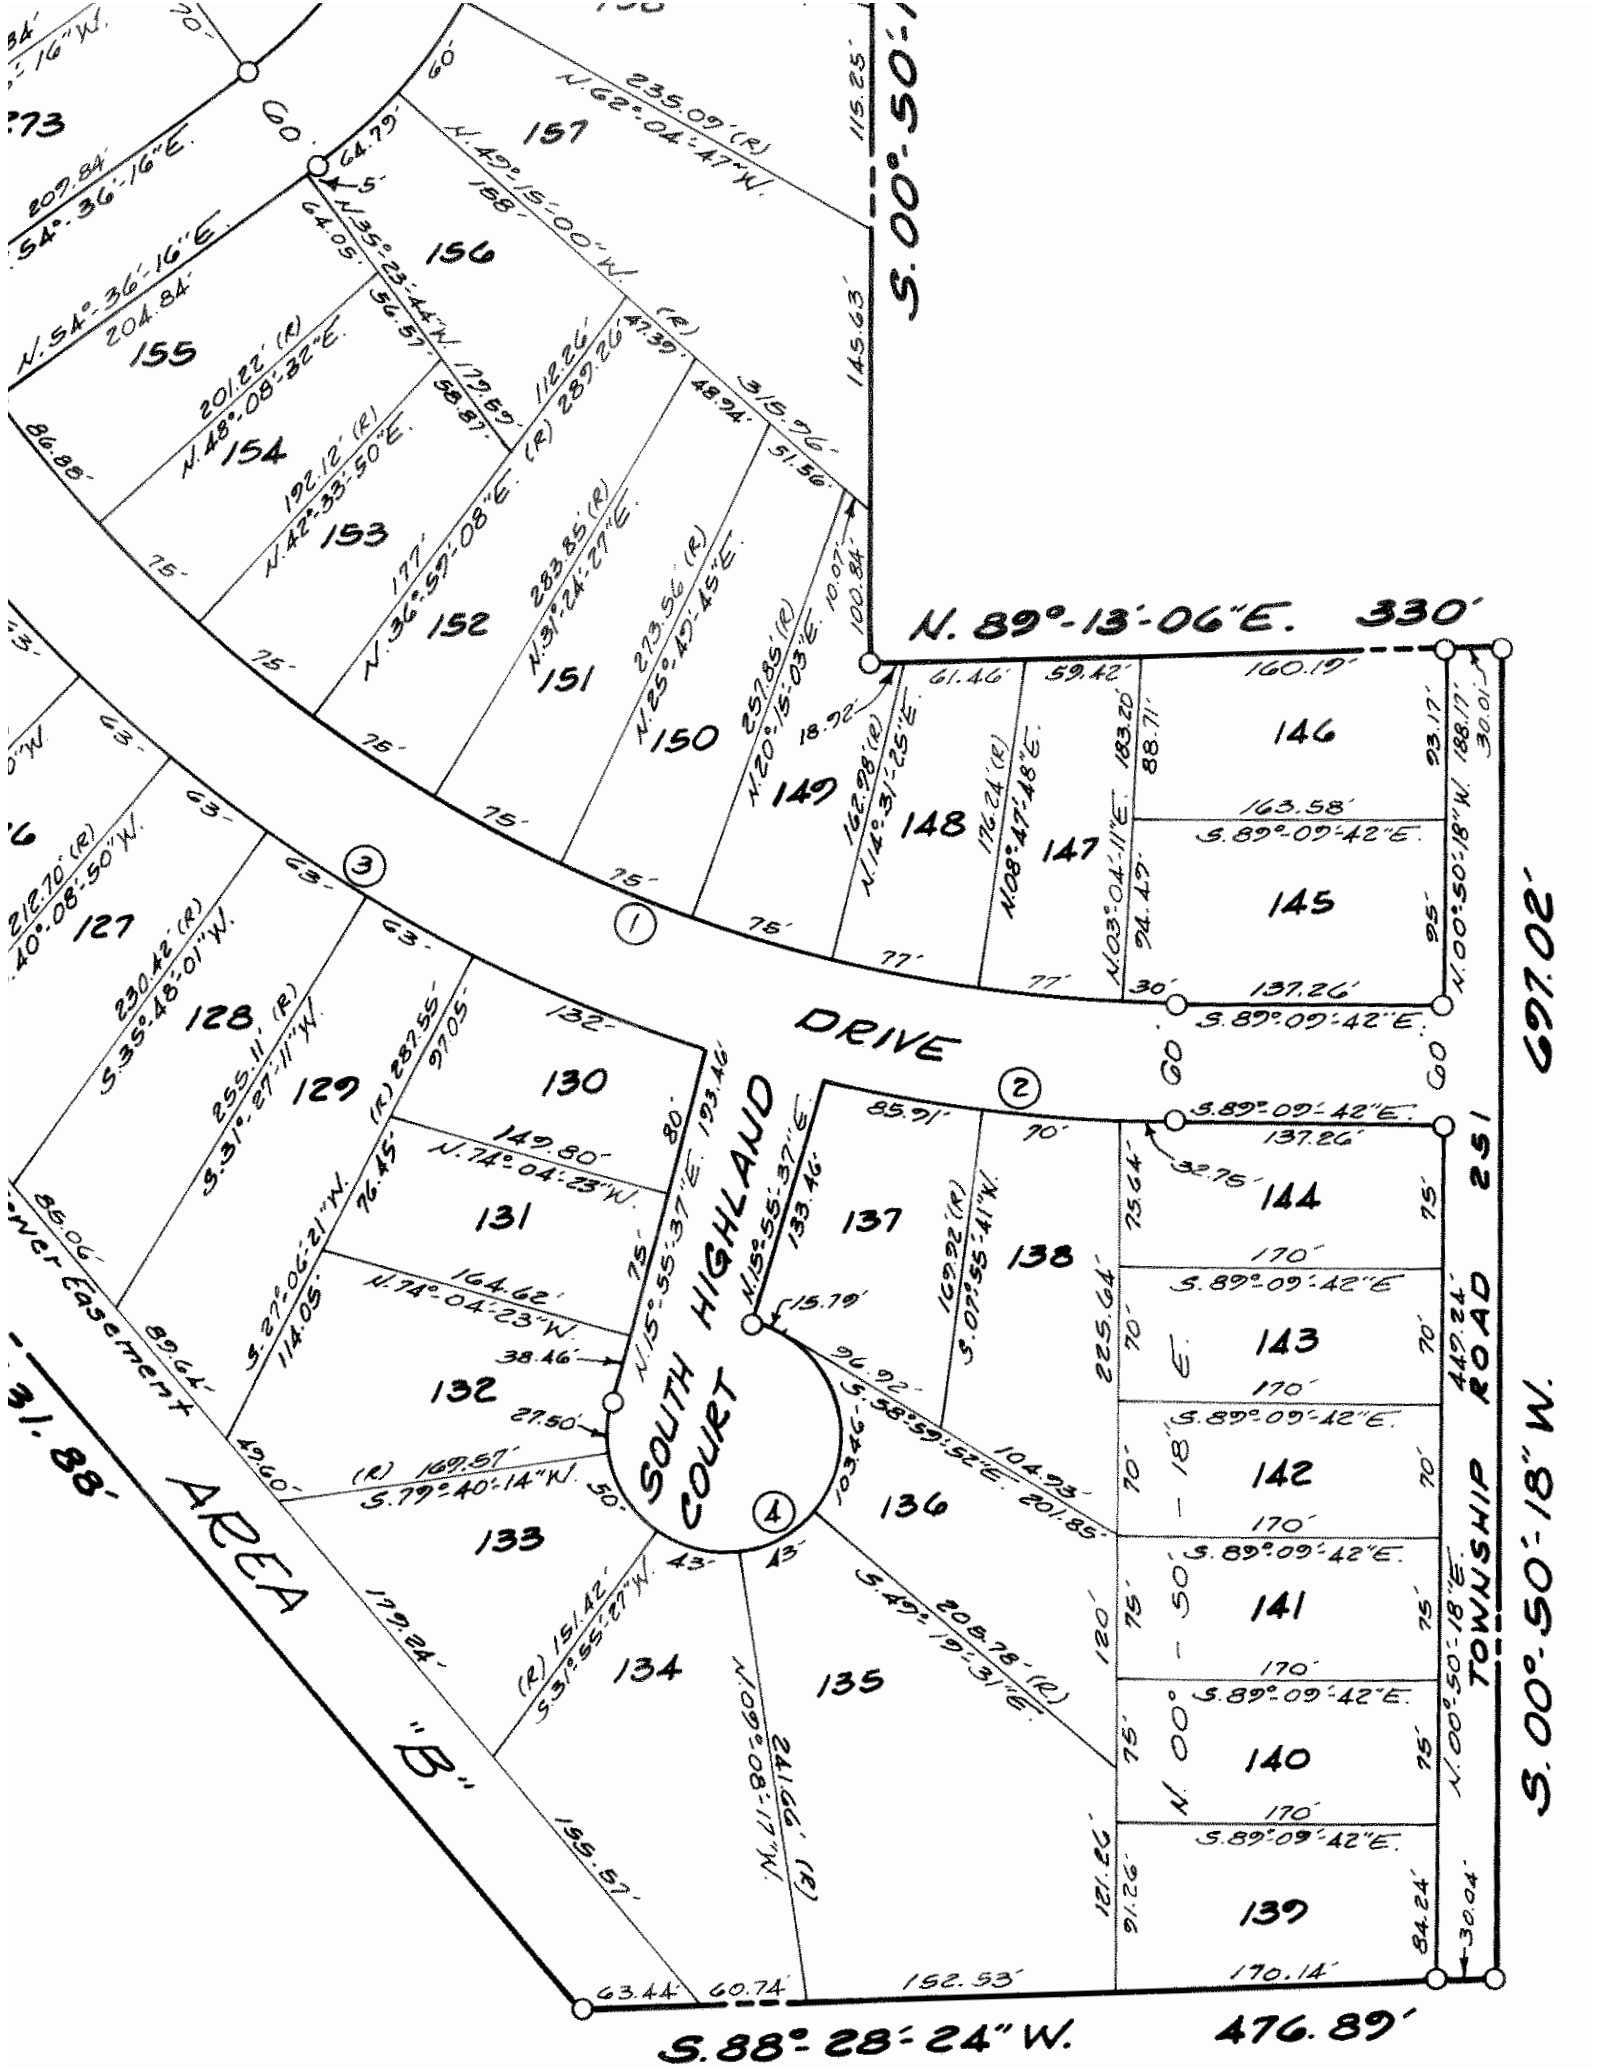 70'
60'
235.09' (R)
N.62°-04'-47"W.
115.25'
S.00°-50'-1
273
157
64.79'
60'
N.49°-15'-00"W. (R)
188'
209.84'
.54°-36'-16"E.
5'
N.35°-23'-44"W. 179.59'
64.05'
156
N.54°-36'-16"E.
204.84'
56.57'
155
201.22' (R)
N.48°-08'-32"E.
58.87'
112.26'
47.39'
315.96'
145.63'
48.94'
154
86.88'
192.12' (R)
N.42°-33'-50"E.
51.56'
153
177'
N.36°-59'-08"E. (R) 289.26'
283.85' (R)
N.31°-24'-27"E.
273.56' (R)
N.25°-49'-45"E.
10.07'
100.84'
75'
152
257.85' (R)
N.20°-15'-03"E.
N. 89°-13'-06"E. 330'
63'
75'
151
61.46'
59.42'
160.19'
63'
75'
150
18.92'
162.98' (R)
N.14°-31'-25"E.
183.20'
88.71'
146
93.17'
188.17'
30.01'
"W.
63'
75'
149
148
176.24' (R)
N.08°-47'-48"E.
147
163.58'
S.89°-09'-42"E.
26
212.70' (R)
.40°-08'-50"W.
63'
3
75'
N.03°-04'-11"E.
94.49'
145
95'
N.00°-50'-18"W.
697.02'
127
230.42' (R)
S.35°-48'-01"W.
63'
1
75'
77'
77'
30'
137.26'
S.89°-09'-42"E.
128
255.11' (R)
S.31°-27'-11"W.
132'
DRIVE
60'
60'
129
(R) 287.55'
97.05'
130
193.46'
2
S.89°-09'-42"E.
137.26'
80'
85.91'
70'
32.75'
149.80'
N.74°-04'-23"W.
N.15°-55'-37"E.
133.46'
137
169.92' (R)
S.07°-55'-41"W.
138
75.64'
144
75'
85.06'
76.45'
131
SOUTH HIGHLAND
COURT
170'
S.89°-09'-42"E
Easement
S.27°-06'-21"W.
114.05'
164.62'
N.74°-04'-23"W.
75'
N.15°-55'-37"E.
15.79'
225.64'
70'
143
70'
449.24'
89.64'
38.46'
132
96.92'
S.58°-59'-52"E. 201.85'
104.93'
170'
S.89°-09'-42"E.
31.88'
27.50'
49.60'
(R) 169.57'
S.79°-40'-14"W.
103.46'
70'
142
70'
AREA
133
50'
4
136
170'
S.89°-09'-42"E.
43'
43'
S.49°-19'-31"E.
208.78' (R)
120'
75'
141
75'
179.24'
(R) 151.42'
S.31°-55'-27"W.
134
135
170'
S.89°-09'-42"E.
N.09°-08'-17"W.
241.66' (R)
75'
N. 00° - 50' - 18" E.
140
75'
N.00°-50'-18"E.
TOWNSHIP ROAD 251
S.00°-50'-18" W.
"B"
170'
S.89°-09'-42"E.
155.57'
121.26'
91.26'
139
84.24'
30.04'
63.44'
60.74'
152.53'
170.14'
S.88°-28'-24" W. 476.89'